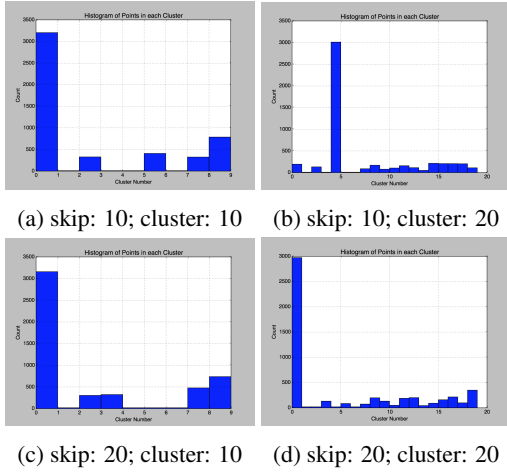 Histogram of Points in each Cluster
3500
3000
2500
2000
1500
1000
500
0
Count
0 1 2 3 4 5 6 7 8 9
Cluster Number
(a) skip: 10; cluster: 10
Histogram of Points in each Cluster
3500
3000
2500
2000
1500
1000
500
0
Count
0 5 10 15 20
Cluster Number
(b) skip: 10; cluster: 20
Histogram of Points in each Cluster
3500
3000
2500
2000
1500
1000
500
0
Count
0 1 2 3 4 5 6 7 8 9
Cluster Number
(c) skip: 20; cluster: 10
Histogram of Points in each Cluster
3000
2500
2000
1500
1000
500
0
Count
0 5 10 15 20
Cluster Number
(d) skip: 20; cluster: 20